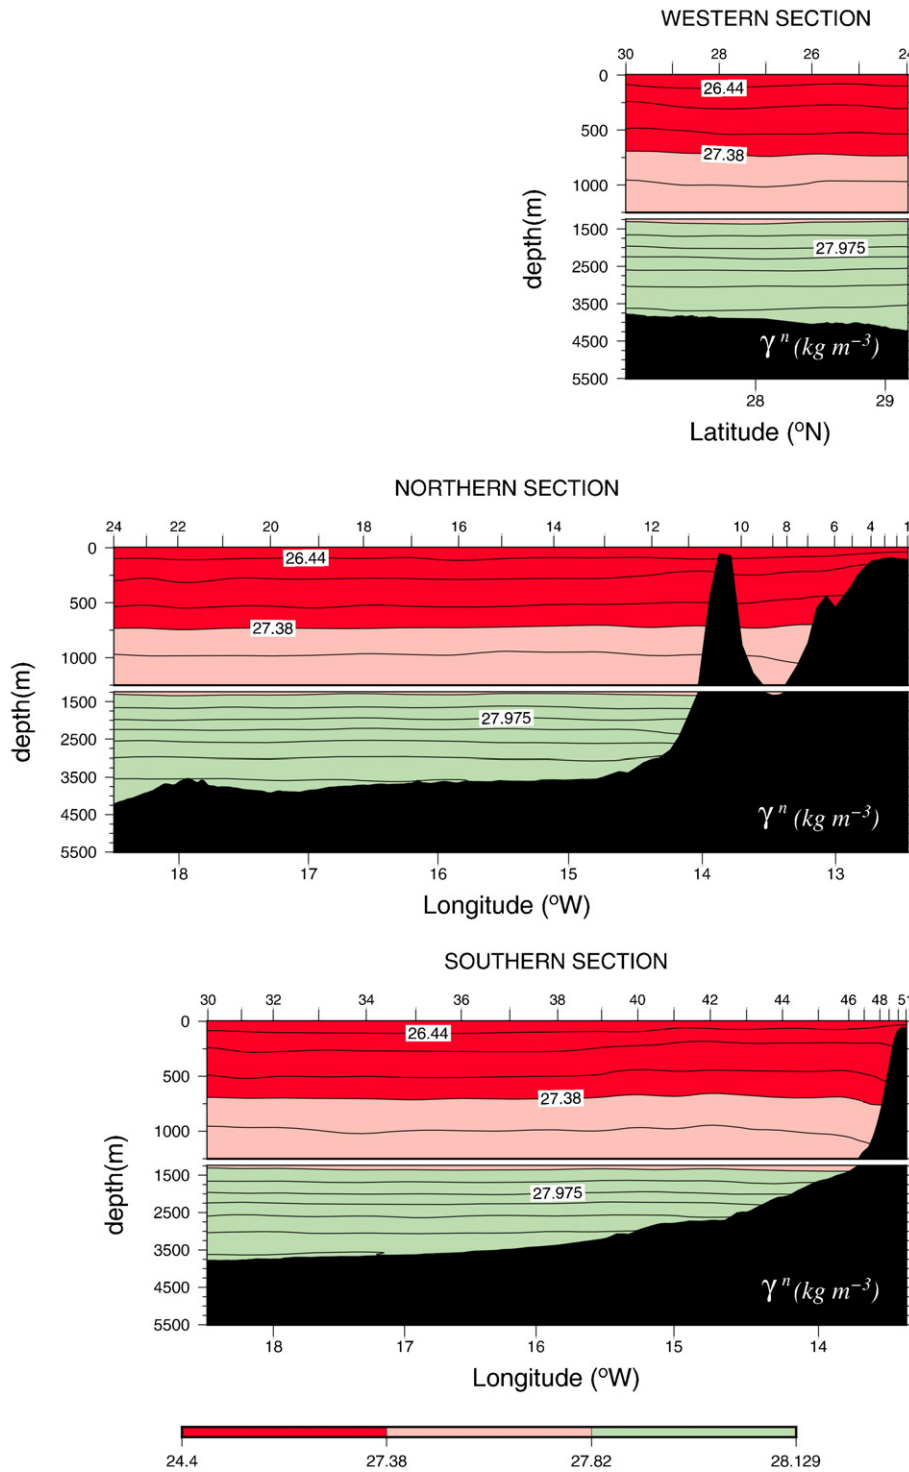 WESTERN SECTION
30 28 26 24
0
26.44
500
27.38
1000
depth(m)
1500
27.975
2500
3500
4500
γⁿ (kg m⁻³)
5500
28 29
Latitude (ºN)
NORTHERN SECTION
24 22 20 18 16 14 12 10 8 6 4 1
0
26.44
500
27.38
1000
depth(m)
1500
27.975
2500
3500
4500
γⁿ (kg m⁻³)
5500
18 17 16 15 14 13
Longitude (ºW)
SOUTHERN SECTION
30 32 34 36 38 40 42 44 46 48 51
0
26.44
500
27.38
1000
depth(m)
1500
27.975
2500
3500
4500
γⁿ (kg m⁻³)
5500
18 17 16 15 14
Longitude (ºW)
24.4 27.38 27.82 28.129